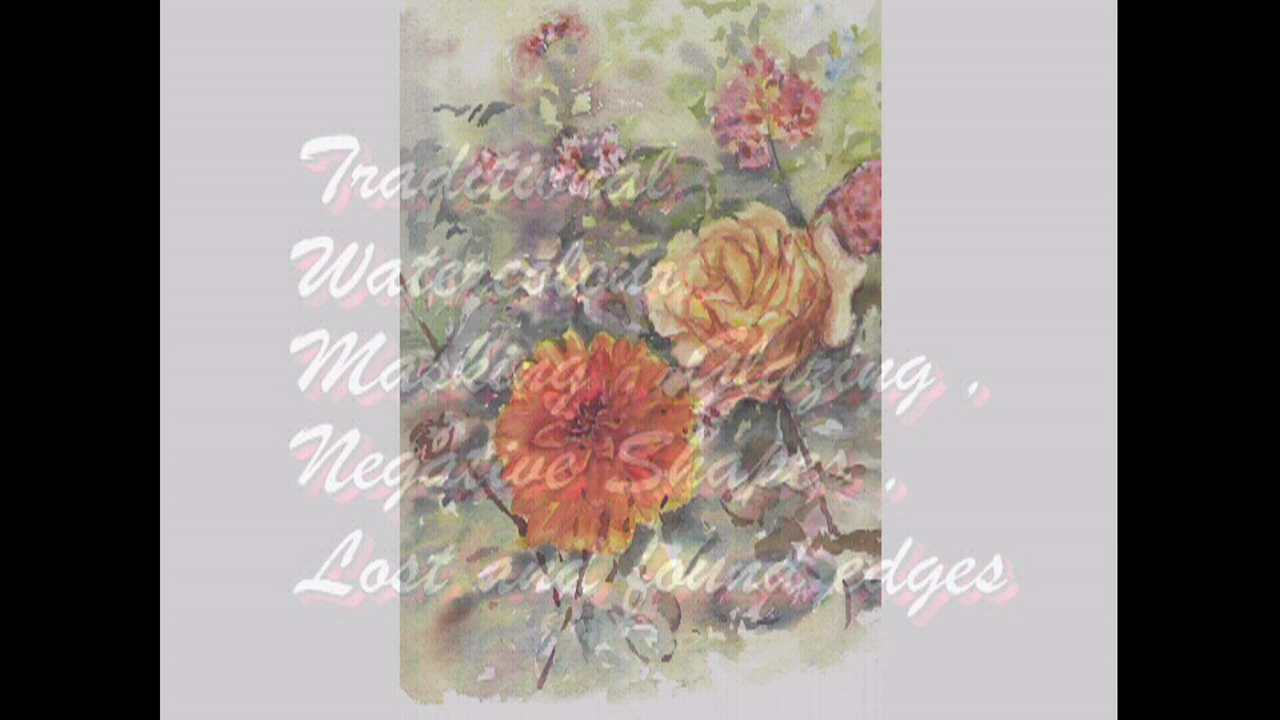 Traditional
Watercolour
Masking , Glazing ,
Negative Shapes ,
Lost and found edges